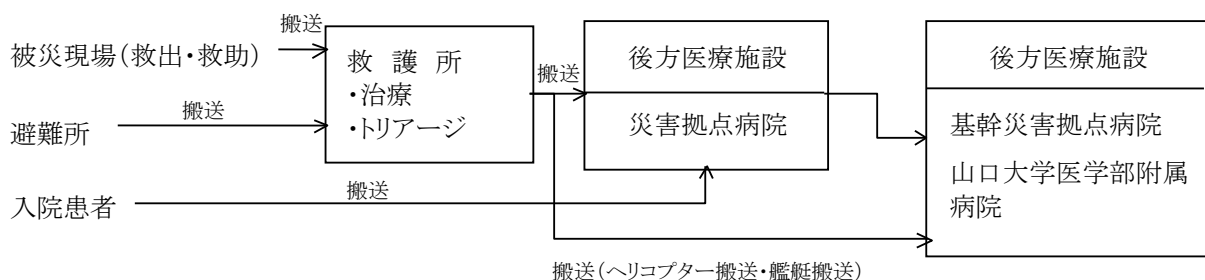 搬送
被災現場(救出・救助)
避難所
搬送
入院患者
搬送
救 護 所
・治療
・トリアージ
搬送
後方医療施設
災害拠点病院
後方医療施設
基幹災害拠点病院
山口大学医学部附属
病院
搬送(ヘリコプター搬送・艦艇搬送)